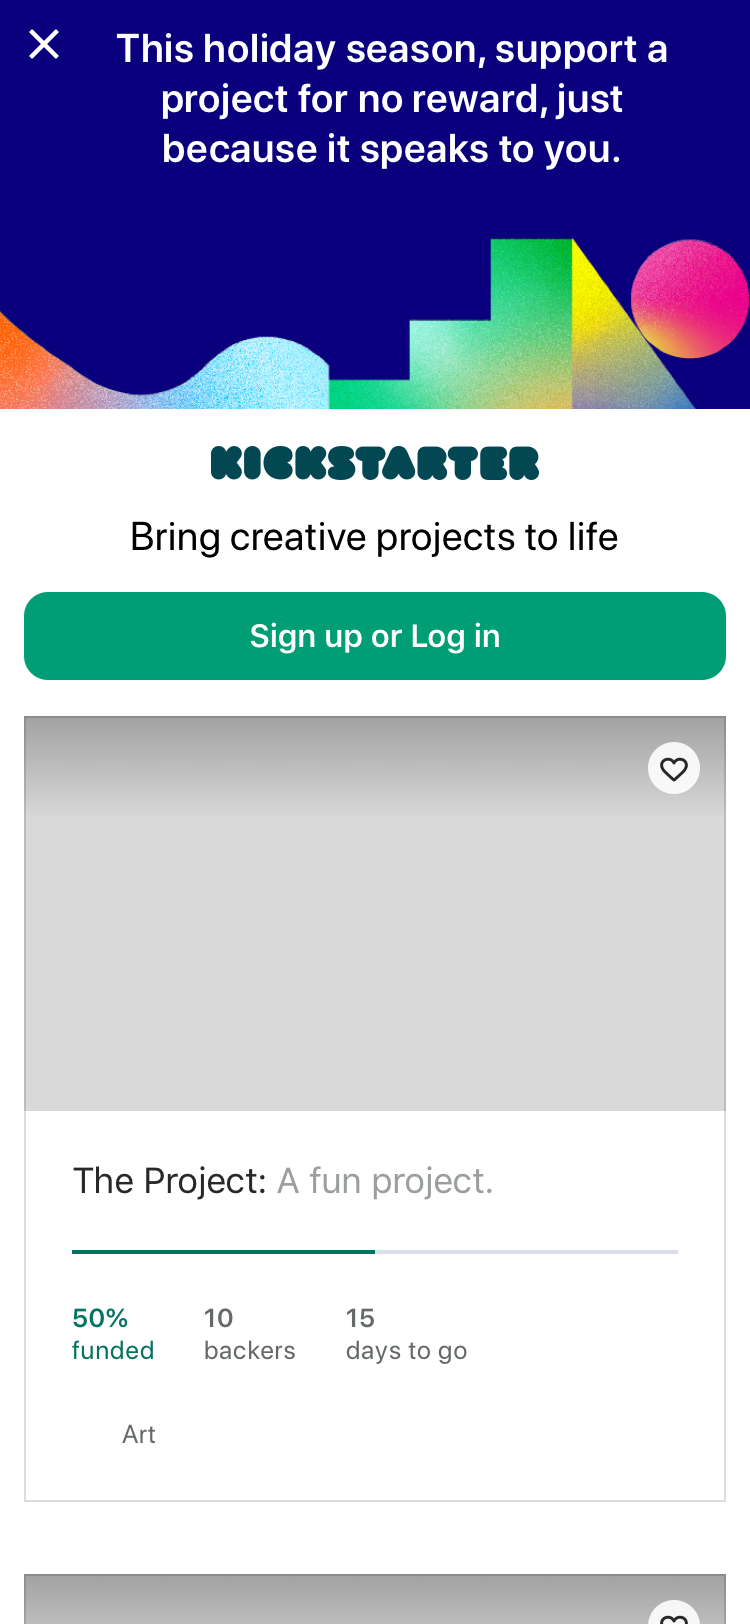 This holiday season, support a
project for no reward, just
because it speaks to you.
KICKSTARTER
Bring creative projects to life
Sign up or Log in
The Project: A fun project.
50% 10 15
funded backers days to go
Art